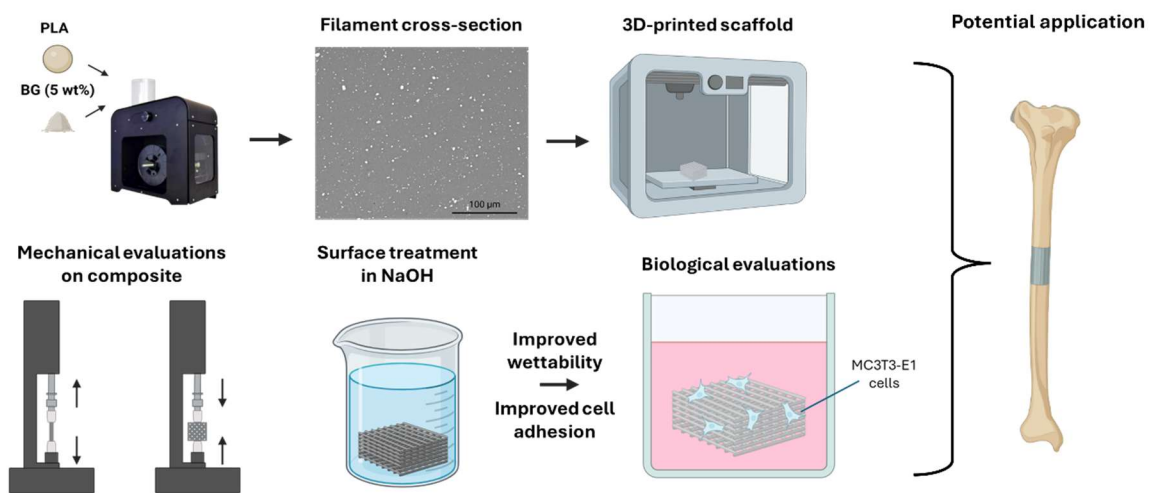 PLA
BG (5 wt%)
Filament cross-section
100 µm
3D-printed scaffold
Potential application
Mechanical evaluations
on composite
Surface treatment
in NaOH
Improved
wettability
Improved cell
adhesion
Biological evaluations
MC3T3-E1
cells